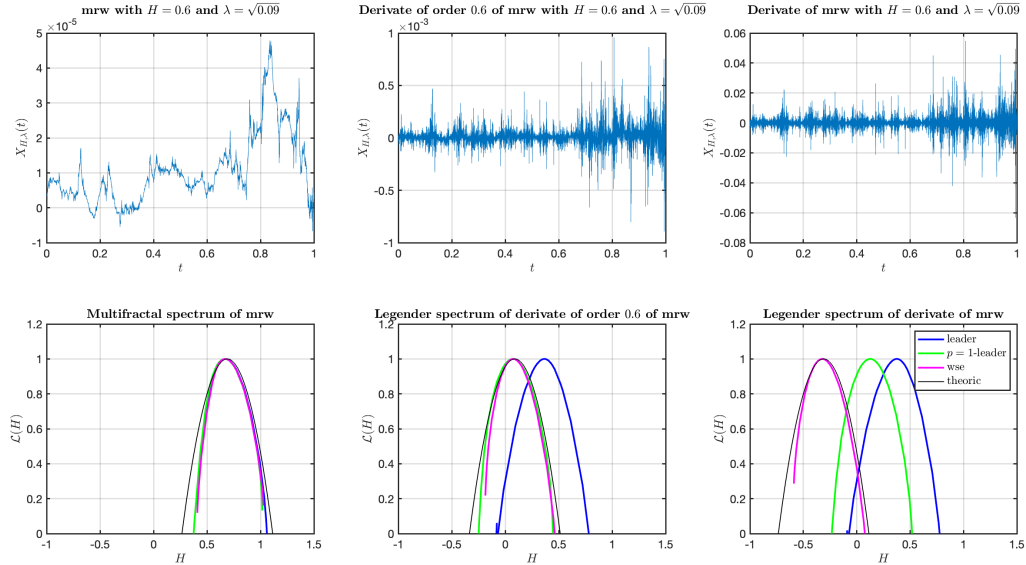 mrw with H = 0.6 and λ = √0.09
×10⁻⁵
5
4
3
2
1
0
-1
0 0.2 0.4 0.6 0.8 1
t
X_{H,λ}(t)
Derivate of order 0.6 of mrw with H = 0.6 and λ = √0.09
×10⁻³
1
0.5
0
-0.5
-1
0 0.2 0.4 0.6 0.8 1
t
X_{H,λ}(t)
Derivate of mrw with H = 0.6 and λ = √0.09
0.06
0.04
0.02
0
-0.02
-0.04
-0.06
-0.08
0 0.2 0.4 0.6 0.8 1
t
X_{H,λ}(t)
Multifractal spectrum of mrw
1.2
1
0.8
0.6
0.4
0.2
0
-1 -0.5 0 0.5 1 1.5
H
ℒ(H)
Legender spectrum of derivate of order 0.6 of mrw
1.2
1
0.8
0.6
0.4
0.2
0
-1 -0.5 0 0.5 1 1.5
H
ℒ(H)
Legender spectrum of derivate of mrw
1.2
1
0.8
0.6
0.4
0.2
0
-1 -0.5 0 0.5 1 1.5
H
ℒ(H)
leader
p = 1-leader
wse
theoric